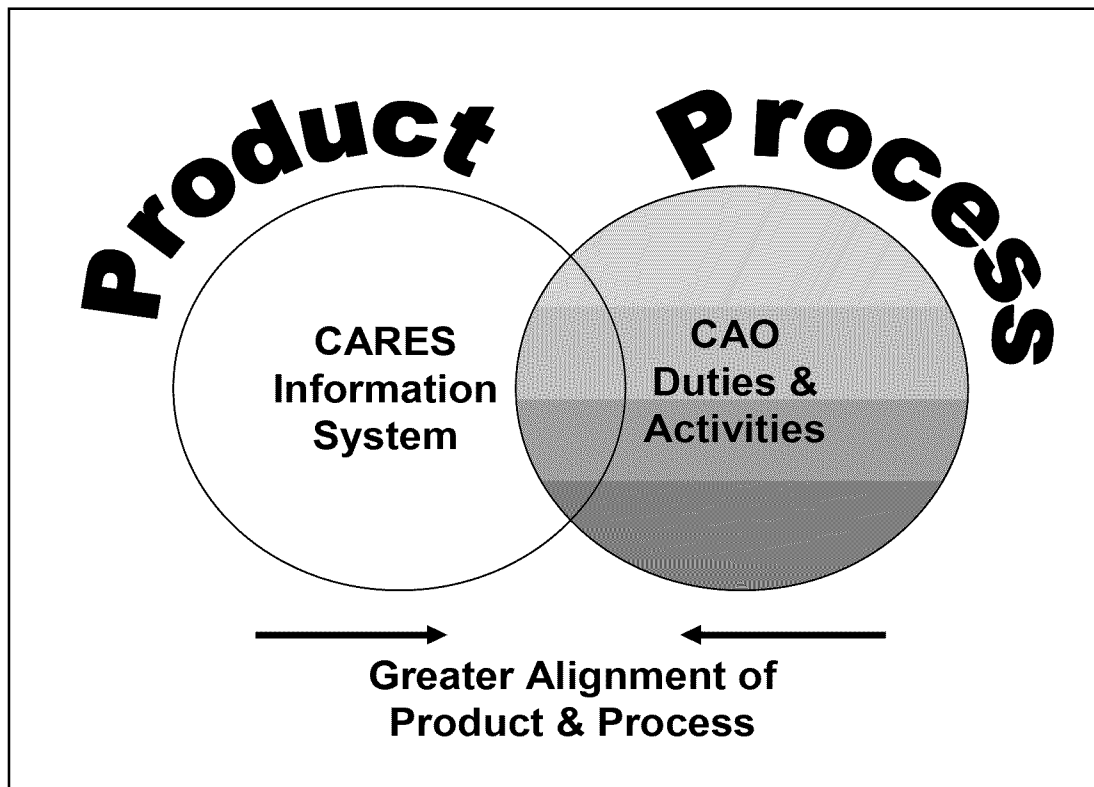 Product
Process
CARES
Information
System
CAO
Duties &
Activities
Greater Alignment of
Product & Process